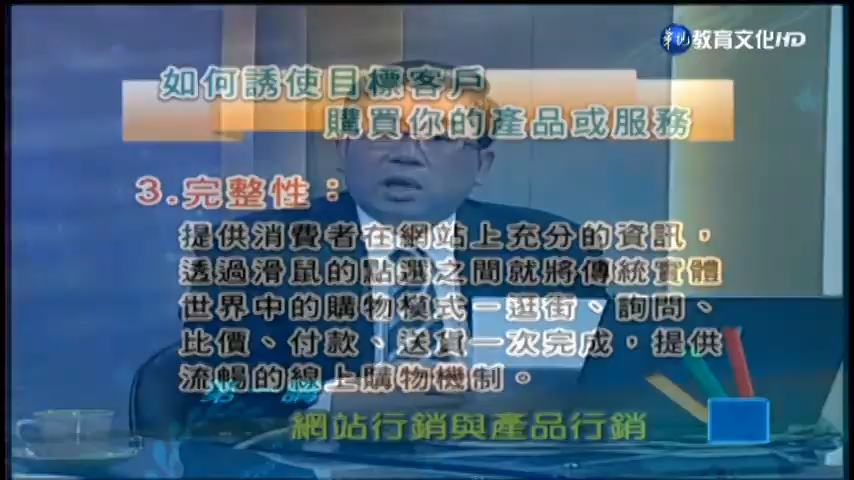 華視教育文化HD
如何誘使目標客戶
購買你的產品或服務
3.完整性：
提供消費者在網站上充分的資訊，
透過滑鼠的點選之間就將傳統實體
世界中的購物模式－逛街、詢問、
比價、付款、送貨一次完成，提供
流暢的線上購物機制。
網站行銷與產品行銷